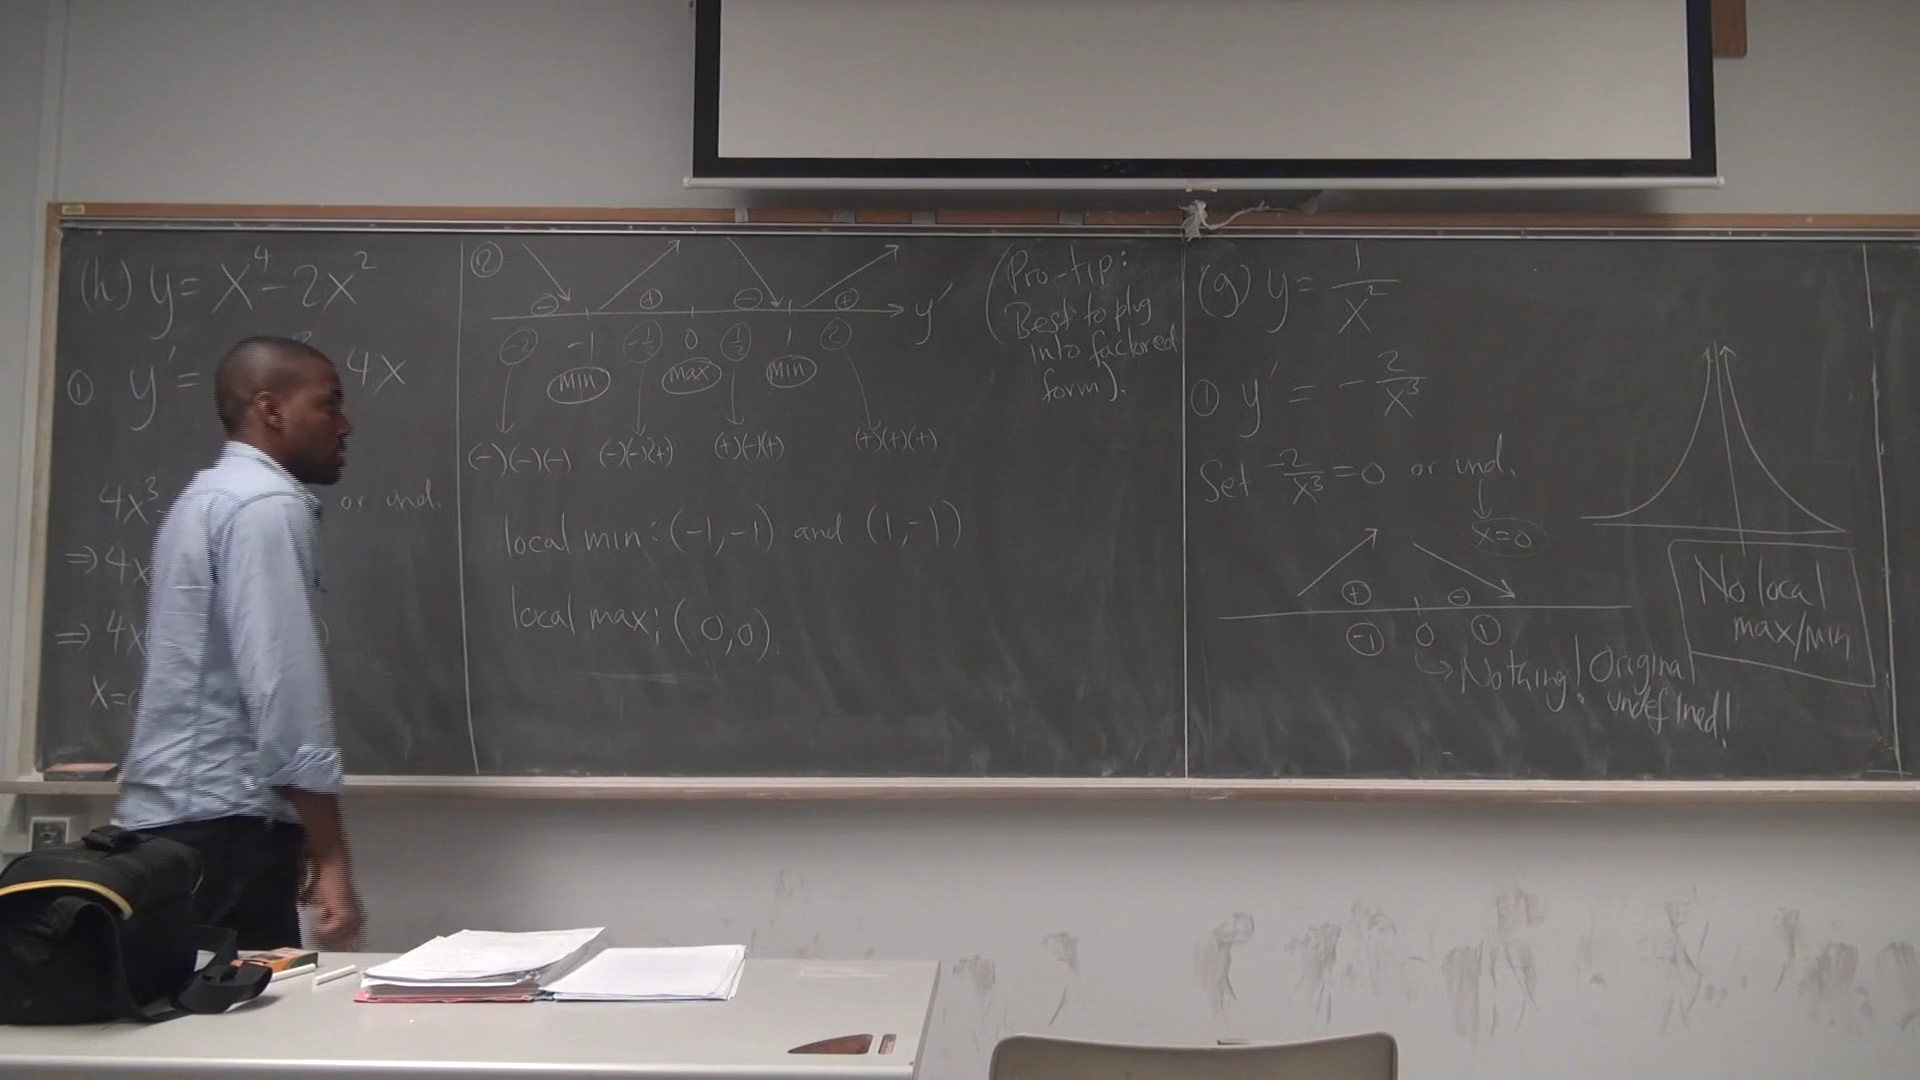 (h) y = x⁴ - 2x²
① y' = 4x
4x³ or und.
⇒ 4x
⇒ 4x )
x=
②
⊖ ⊕ ⊖ ⊕ y'
-2 -1 -1/2 0 1/2 1 2
min max min
(-)(-)(-) (-)(-)(+) (+)(-)(+) (+)(+)(+)
local min: (-1,-1) and (1,-1)
local max: (0,0).
(Pro-tip:
Best to plug
into factored
form).
(g) y = 1/x²
① y' = - 2/x³
Set -2/x³ = 0 or und.
x=0
⊕ ⊖
-1 0 1
Nothing! Original
undefined!
No local
max/min